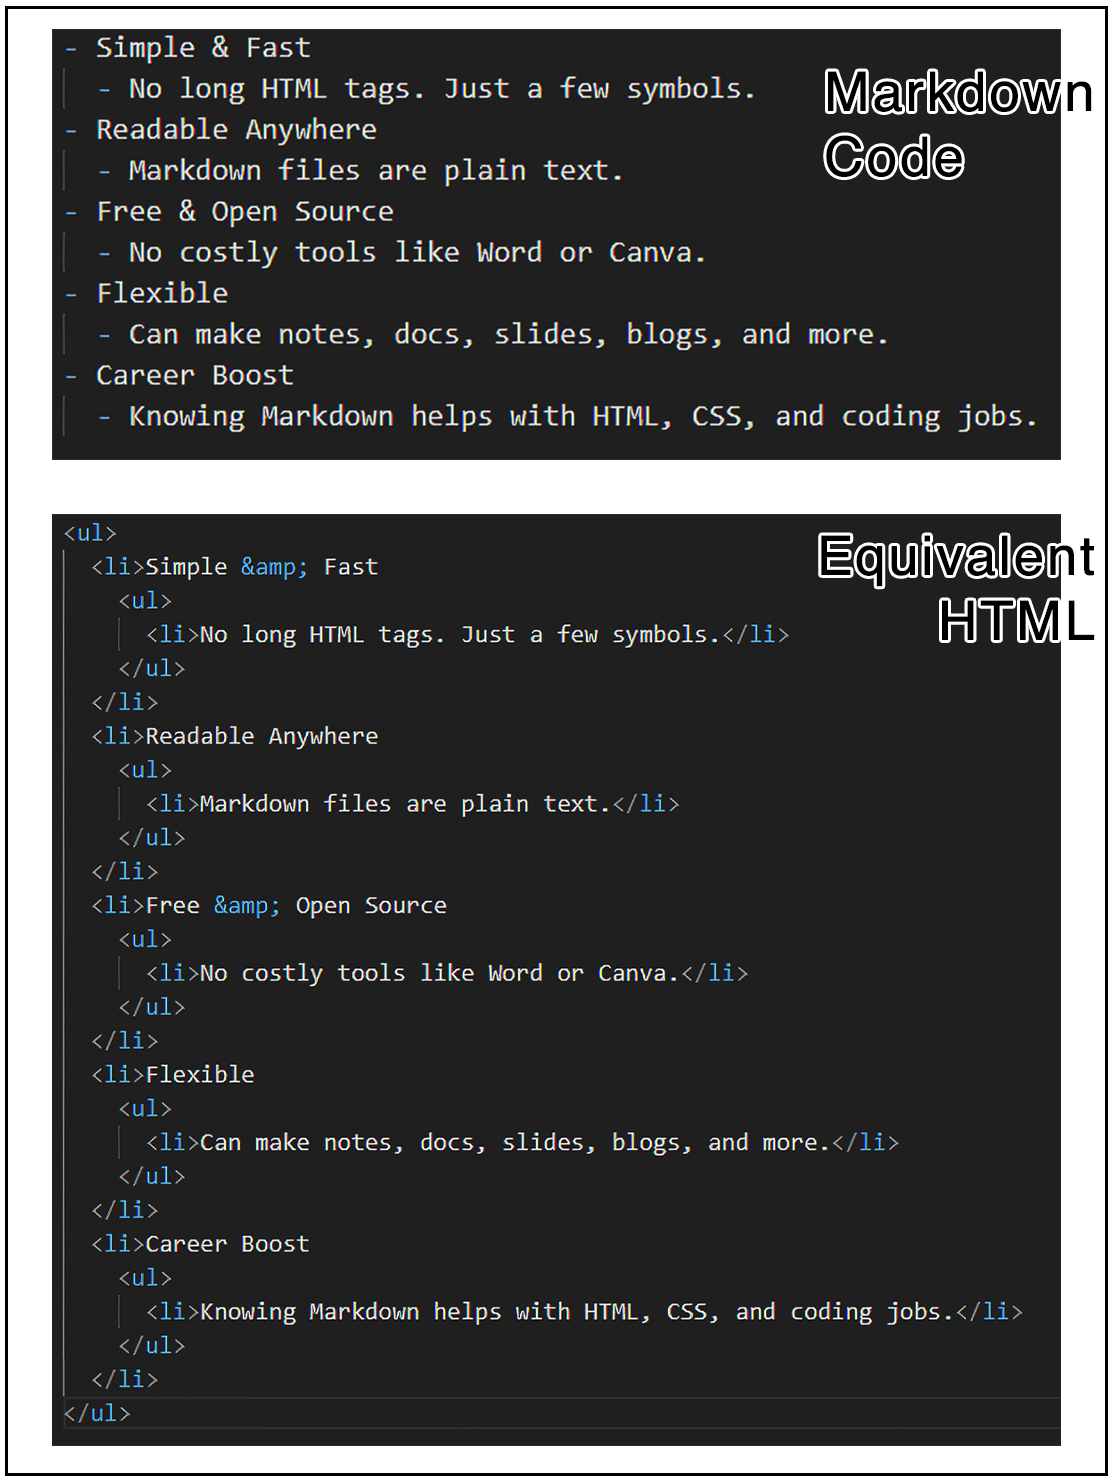 - Simple & Fast
  - No long HTML tags. Just a few symbols.
- Readable Anywhere
  - Markdown files are plain text.
- Free & Open Source
  - No costly tools like Word or Canva.
- Flexible
  - Can make notes, docs, slides, blogs, and more.
- Career Boost
  - Knowing Markdown helps with HTML, CSS, and coding jobs.
Markdown
Code
<ul>
  <li>Simple &amp; Fast
    <ul>
      <li>No long HTML tags. Just a few symbols.</li>
    </ul>
  </li>
  <li>Readable Anywhere
    <ul>
      <li>Markdown files are plain text.</li>
    </ul>
  </li>
  <li>Free &amp; Open Source
    <ul>
      <li>No costly tools like Word or Canva.</li>
    </ul>
  </li>
  <li>Flexible
    <ul>
      <li>Can make notes, docs, slides, blogs, and more.</li>
    </ul>
  </li>
  <li>Career Boost
    <ul>
      <li>Knowing Markdown helps with HTML, CSS, and coding jobs.</li>
    </ul>
  </li>
</ul>
Equivalent
HTML